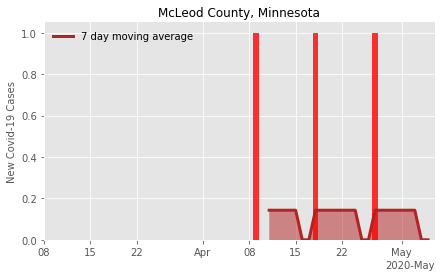 McLeod County, Minnesota
7 day moving average
New Covid-19 Cases
1.0
0.8
0.6
0.4
0.2
0.0
08 15 22 Apr 08 15 22 May
2020-May